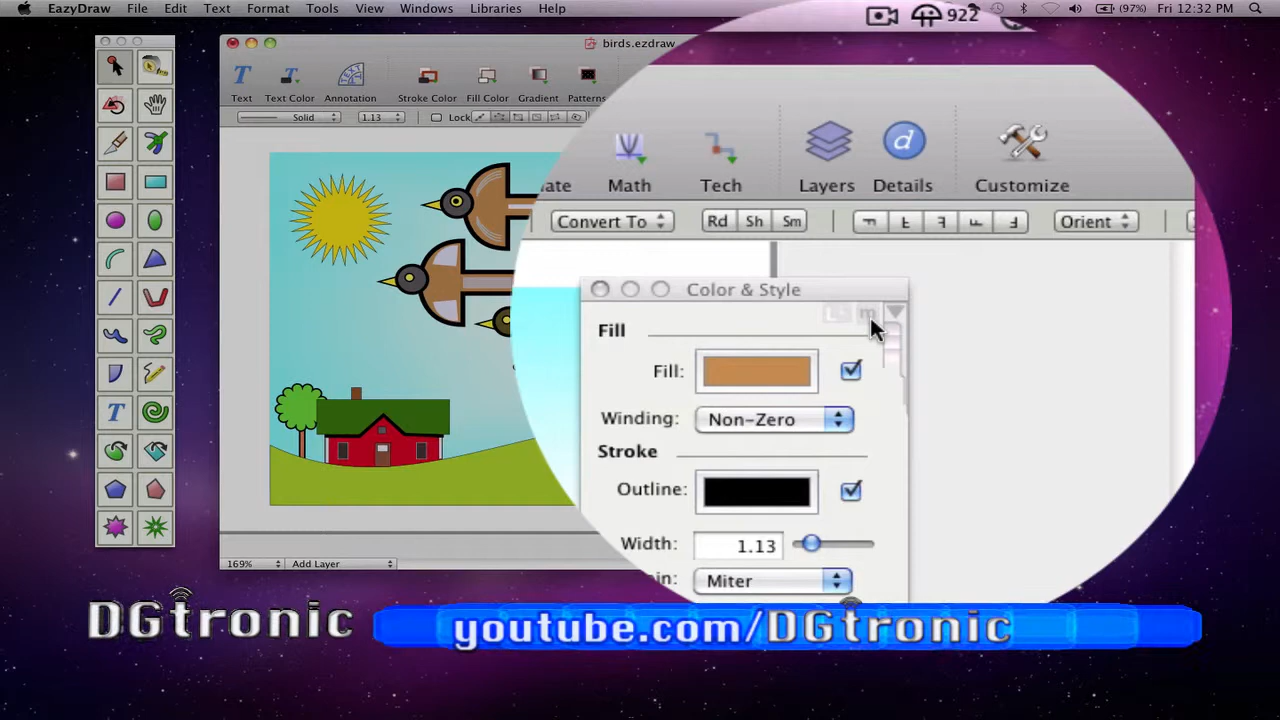 EazyDraw File Edit Text Format Tools View Windows Libraries Help
922
(97%) Fri 12:32 PM
birds.ezdraw
Text Text Color Annotation Stroke Color Fill Color Gradient Patterns
Math Tech Layers Details Customize
Solid 1.13 Lock
Convert To Rd Sh Sm Orient
Color & Style
Fill
Fill:
Winding: Non-Zero
Stroke
Outline:
Width: 1.13
Miter
169% Add Layer
DGtronic
youtube.com/DGtronic